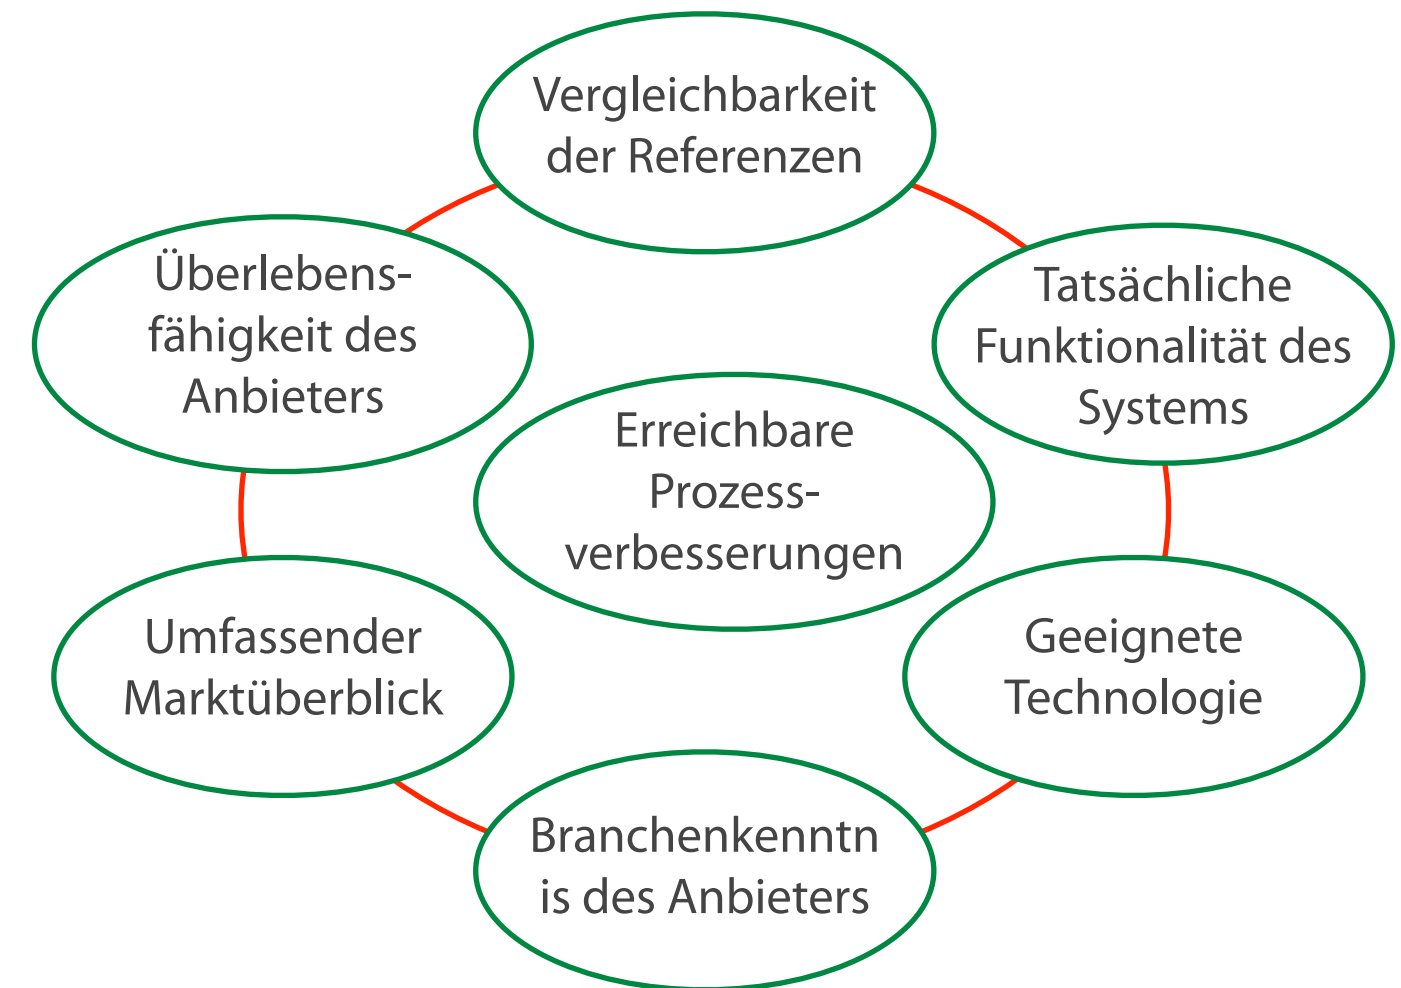 Vergleichbarkeit
der Referenzen
Überlebens-
fähigkeit des
Anbieters
Tatsächliche
Funktionalität des
Systems
Erreichbare
Prozess-
verbesserungen
Umfassender
Marktüberblick
Geeignete
Technologie
Branchenkenntn
is des Anbieters